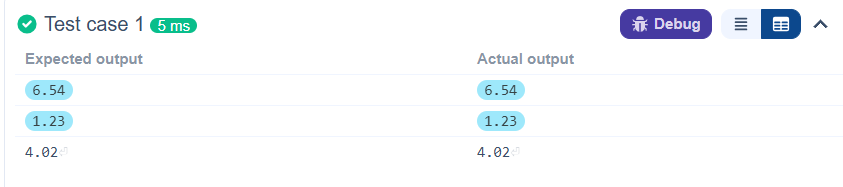 Test case 1 5 ms Debug
Expected output Actual output
6.54 6.54
1.23 1.23
4.02⏎ 4.02⏎